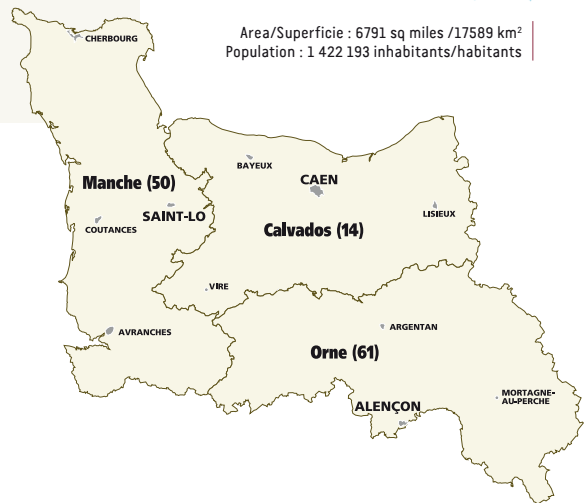 Area/Superficie : 6791 sq miles /17589 km²
Population : 1 422 193 inhabitants/habitants
CHERBOURG
BAYEUX
CAEN
Manche (50)
SAINT-LO
LISIEUX
COUTANCES
Calvados (14)
VIRE
AVRANCHES
ARGENTAN
Orne (61)
MORTAGNE-
AU-PERCHE
ALENÇON